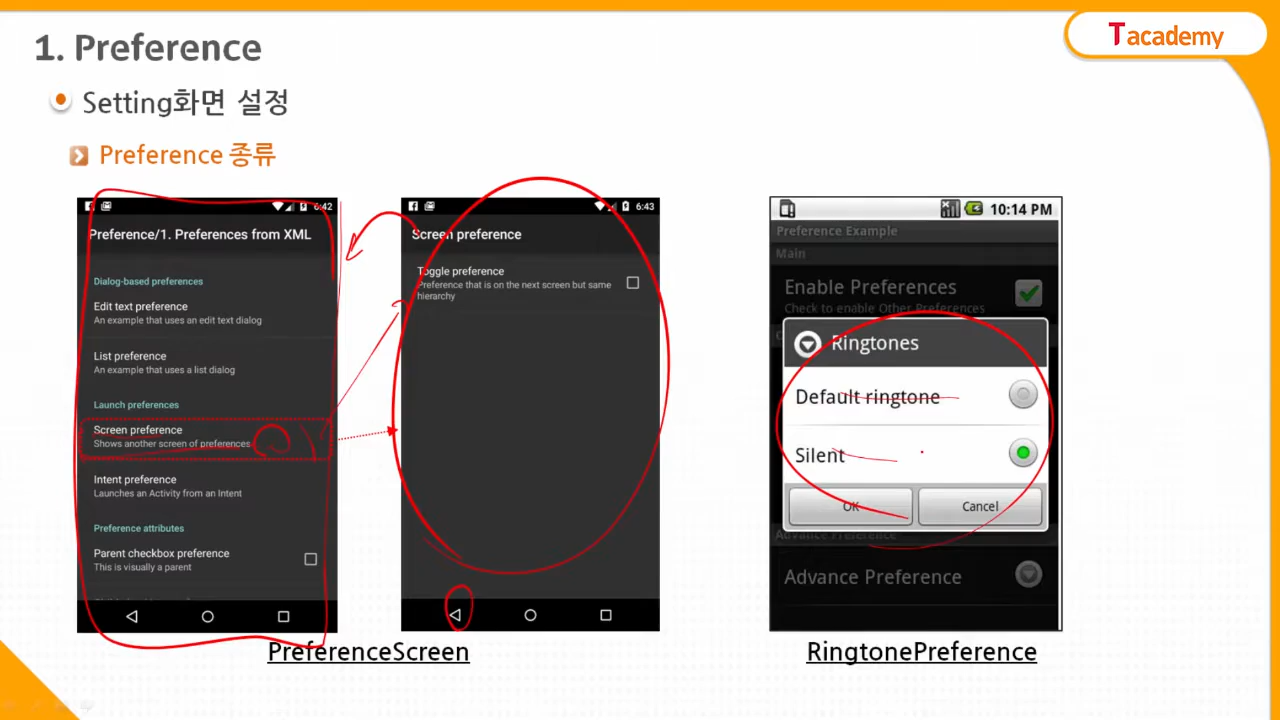 1. Preference
Tacademy
Setting화면 설정
Preference 종류
6:42
Preference/1. Preferences from XML
Dialog-based preferences
Edit text preference
An example that uses an edit text dialog
List preference
An example that uses a list dialog
Launch preferences
Screen preference
Shows another screen of preferences
Intent preference
Launches an Activity from an Intent
Preference attributes
Parent checkbox preference
This is visually a parent
6:43
Screen preference
Toggle preference
Preference that is on the next screen but same
hierarchy
PreferenceScreen
10:14 PM
Preference Example
Main
Enable Preferences
Check to enable Other Preferences
Ringtones
Default ringtone
Silent
OK
Cancel
Advance Preference
Advance Preference
RingtonePreference